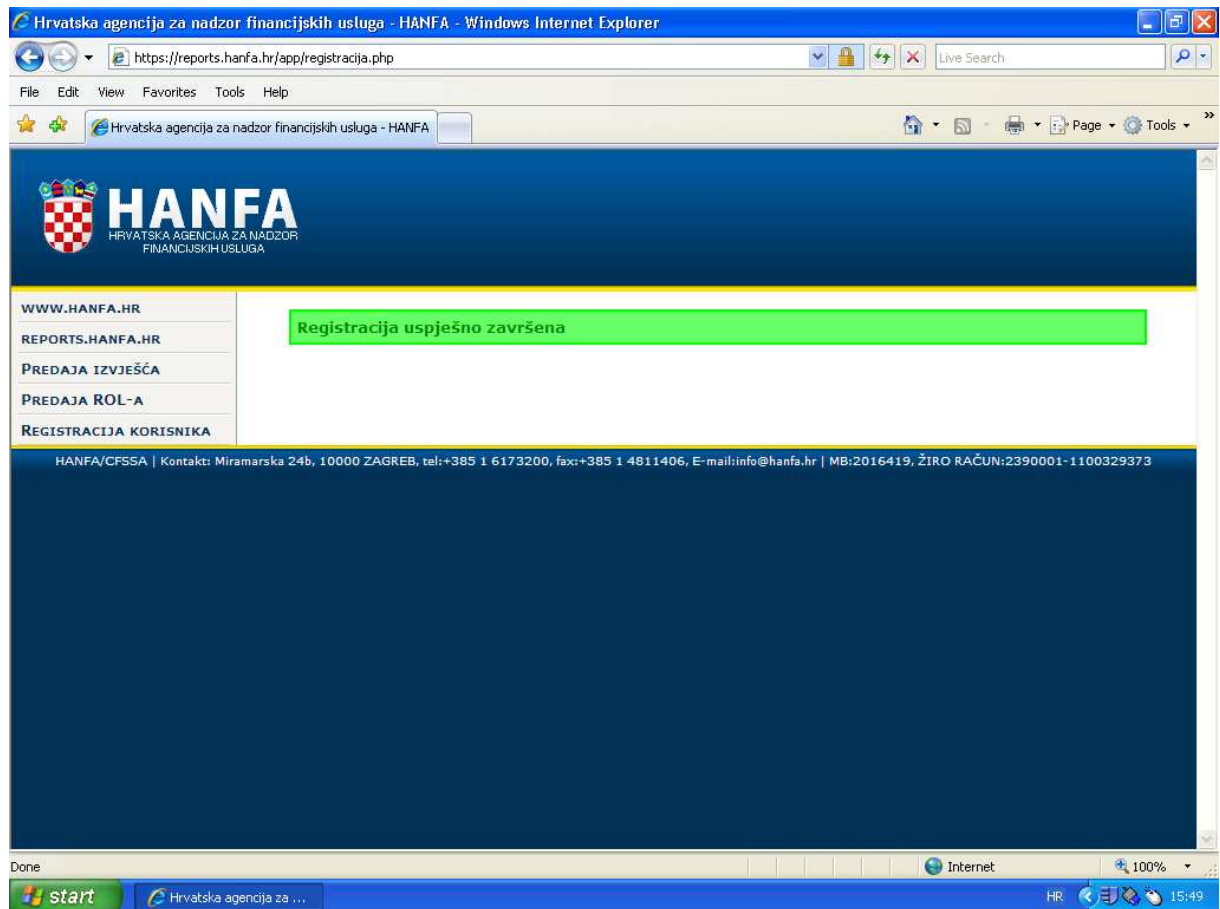 Hrvatska agencija za nadzor financijskih usluga - HANFA - Windows Internet Explorer
https://reports.hanfa.hr/app/registracija.php
Live Search
File Edit View Favorites Tools Help
Hrvatska agencija za nadzor financijskih usluga - HANFA
Page Tools »
HANFA
HRVATSKA AGENCIJA ZA NADZOR
FINANCIJSKIH USLUGA
WWW.HANFA.HR
REPORTS.HANFA.HR
PREDAJA IZVJEŠĆA
PREDAJA ROL-A
REGISTRACIJA KORISNIKA
Registracija uspješno završena
HANFA/CFSSA | Kontakt: Miramarska 24b, 10000 ZAGREB, tel:+385 1 6173200, fax:+385 1 4811406, E-mail:info@hanfa.hr | MB:2016419, ŽIRO RAČUN:2390001-1100329373
Done
Internet
100%
start
Hrvatska agencija za ...
HR
15:49